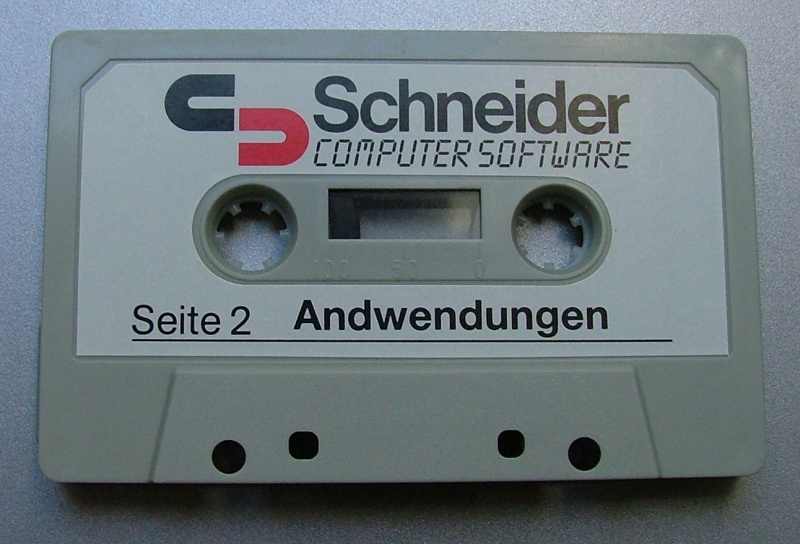 Schneider
COMPUTER SOFTWARE
100 50 0
Seite 2 Andwendungen